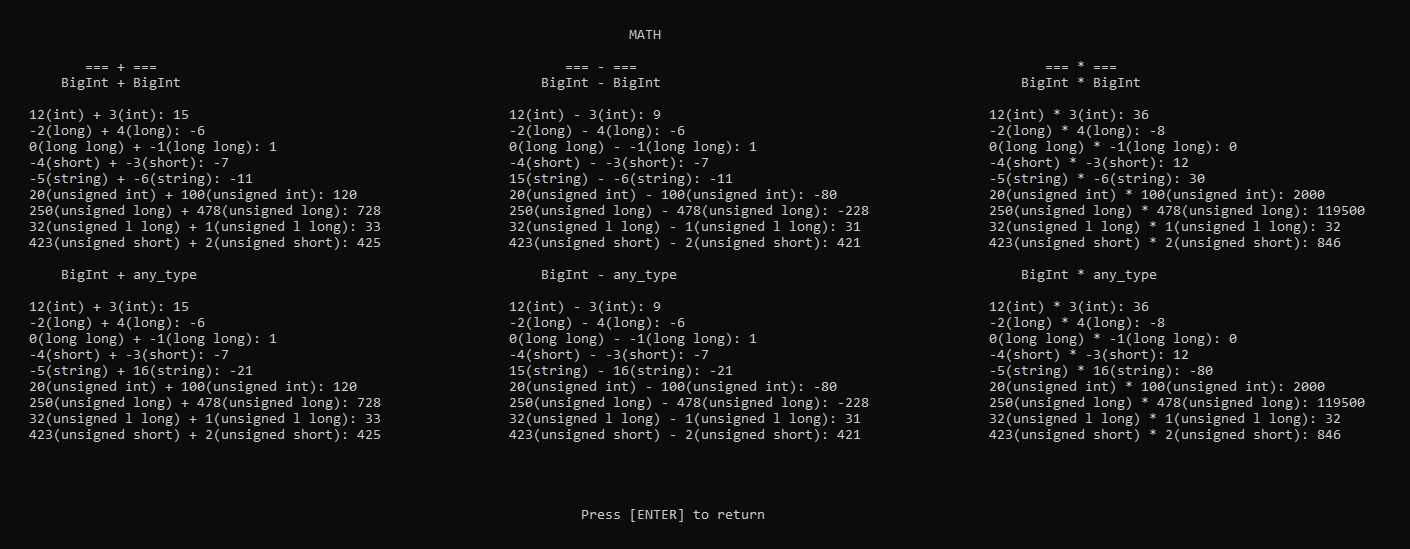 MATH
=== + ===
BigInt + BigInt
12(int) + 3(int): 15
-2(long) + 4(long): -6
0(long long) + -1(long long): 1
-4(short) + -3(short): -7
-5(string) + -6(string): -11
20(unsigned int) + 100(unsigned int): 120
250(unsigned long) + 478(unsigned long): 728
32(unsigned l long) + 1(unsigned l long): 33
423(unsigned short) + 2(unsigned short): 425
BigInt + any_type
12(int) + 3(int): 15
-2(long) + 4(long): -6
0(long long) + -1(long long): 1
-4(short) + -3(short): -7
-5(string) + 16(string): -21
20(unsigned int) + 100(unsigned int): 120
250(unsigned long) + 478(unsigned long): 728
32(unsigned l long) + 1(unsigned l long): 33
423(unsigned short) + 2(unsigned short): 425
=== - ===
BigInt - BigInt
12(int) - 3(int): 9
-2(long) - 4(long): -6
0(long long) - -1(long long): 1
-4(short) - -3(short): -7
15(string) - -6(string): -11
20(unsigned int) - 100(unsigned int): -80
250(unsigned long) - 478(unsigned long): -228
32(unsigned l long) - 1(unsigned l long): 31
423(unsigned short) - 2(unsigned short): 421
BigInt - any_type
12(int) - 3(int): 9
-2(long) - 4(long): -6
0(long long) - -1(long long): 1
-4(short) - -3(short): -7
15(string) - 16(string): -21
20(unsigned int) - 100(unsigned int): -80
250(unsigned long) - 478(unsigned long): -228
32(unsigned l long) - 1(unsigned l long): 31
423(unsigned short) - 2(unsigned short): 421
=== * ===
BigInt * BigInt
12(int) * 3(int): 36
-2(long) * 4(long): -8
0(long long) * -1(long long): 0
-4(short) * -3(short): 12
-5(string) * -6(string): 30
20(unsigned int) * 100(unsigned int): 2000
250(unsigned long) * 478(unsigned long): 119500
32(unsigned l long) * 1(unsigned l long): 32
423(unsigned short) * 2(unsigned short): 846
BigInt * any_type
12(int) * 3(int): 36
-2(long) * 4(long): -8
0(long long) * -1(long long): 0
-4(short) * -3(short): 12
-5(string) * 16(string): -80
20(unsigned int) * 100(unsigned int): 2000
250(unsigned long) * 478(unsigned long): 119500
32(unsigned l long) * 1(unsigned l long): 32
423(unsigned short) * 2(unsigned short): 846
Press [ENTER] to return